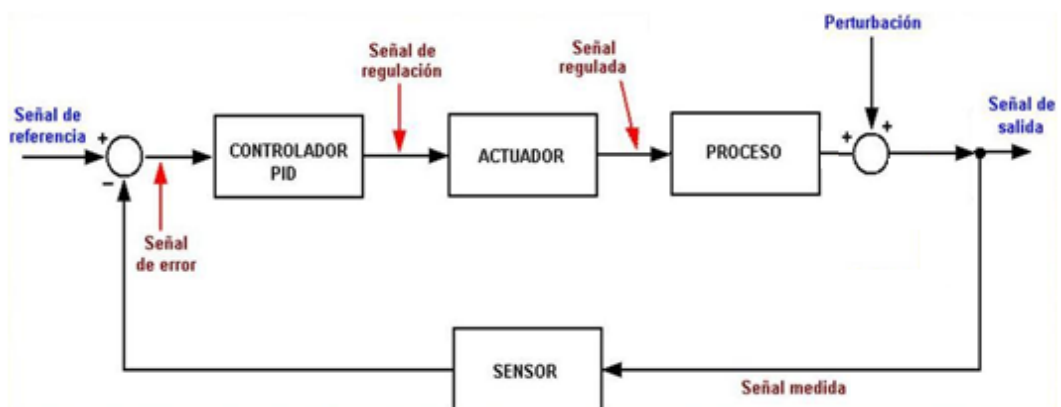 Perturbación
Señal de
regulación
Señal
regulada
Señal de
referencia
Señal de
salida
+
-
CONTROLADOR
PID
ACTUADOR
PROCESO
+
+
Señal
de error
SENSOR
Señal medida